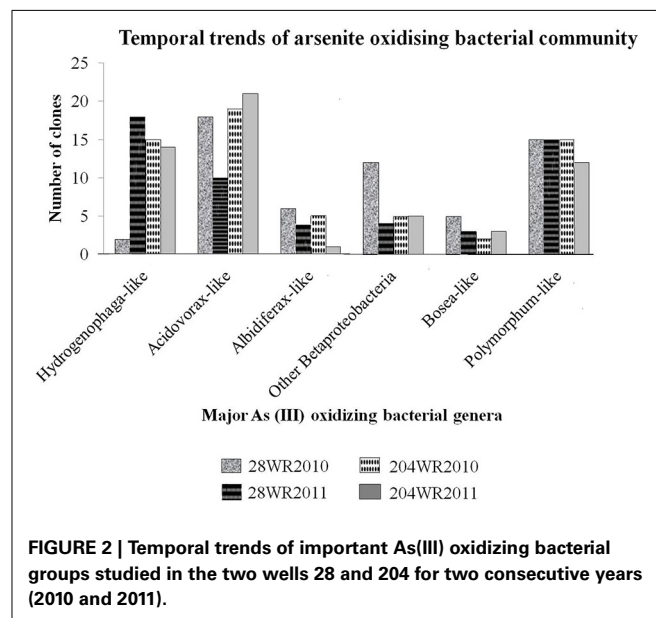 Temporal trends of arsenite oxidising bacterial community
Number of clones
25
20
15
10
5
0
Hydrogenophaga-like
Acidovorax-like
Albidiferax-like
Other Betaproteobacteria
Bosea-like
Polymorphum-like
Major As (III) oxidizing bacterial genera
28WR2010 204WR2010
28WR2011 204WR2011
FIGURE 2 | Temporal trends of important As(III) oxidizing bacterial
groups studied in the two wells 28 and 204 for two consecutive years
(2010 and 2011).